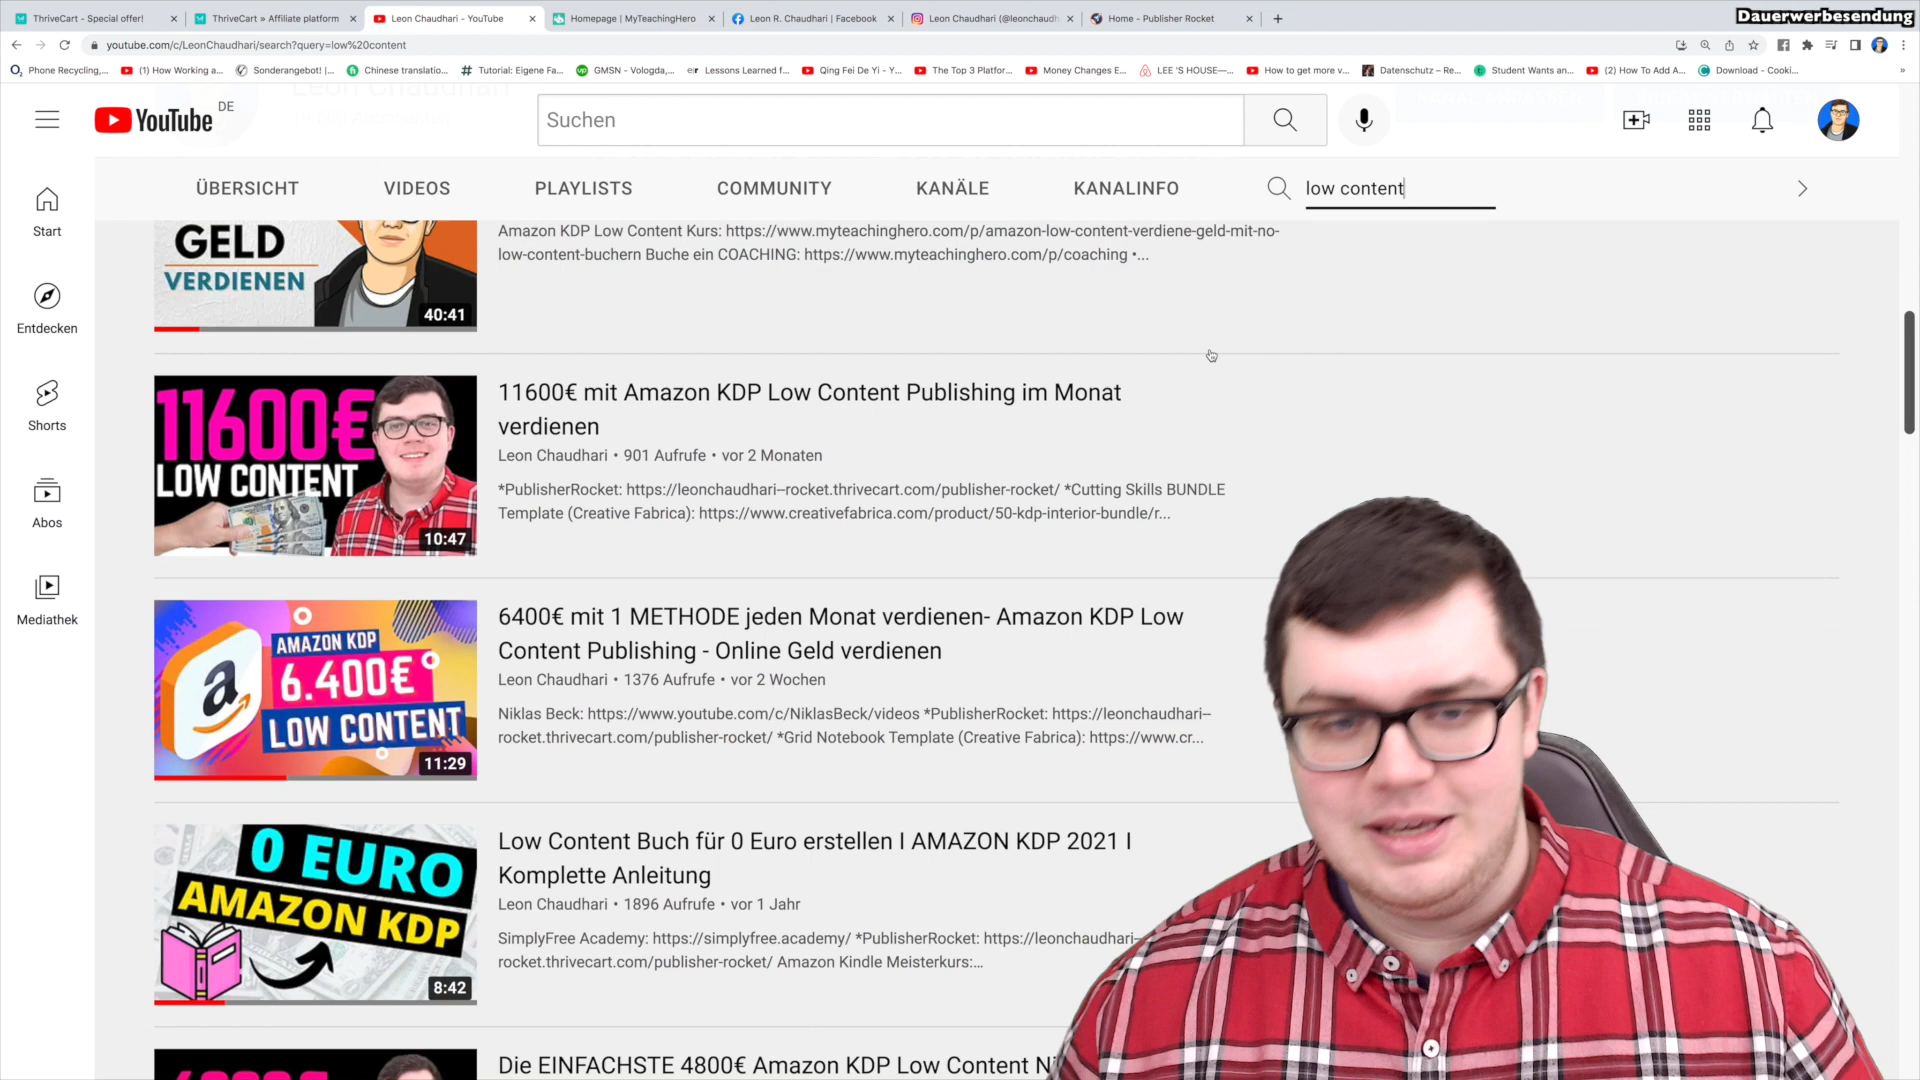 Dauerwerbesendung
ThriveCart - Special offer!
ThriveCart » Affiliate platform
Leon Chaudhari - YouTube
Homepage | MyTeachingHero
Leon R. Chaudhari | Facebook
Leon Chaudhari (@leonchaudh
Home - Publisher Rocket
youtube.com/c/LeonChaudhari/search?query=low%20content
Phone Recycling,...
(1) How Working a...
Sonderangebot! |...
Chinese translatio...
Tutorial: Eigene Fa...
GMSN - Vologda,...
Lessons Learned f...
Qing Fei De Yi - Y...
The Top 3 Platfor...
Money Changes E...
LEE 'S HOUSE—...
How to get more v...
Datenschutz – Re...
Student Wants an...
(2) How To Add A...
Download - Cooki...
YouTube DE
Suchen
ÜBERSICHT
VIDEOS
PLAYLISTS
COMMUNITY
KANÄLE
KANALINFO
low content
Start
Entdecken
Shorts
Abos
Mediathek
GELD
VERDIENEN
40:41
Amazon KDP Low Content Kurs: https://www.myteachinghero.com/p/amazon-low-content-verdiene-geld-mit-no-
low-content-buchern Buche ein COACHING: https://www.myteachinghero.com/p/coaching •...
11600€
LOW CONTENT
10:47
11600€ mit Amazon KDP Low Content Publishing im Monat
verdienen
Leon Chaudhari • 901 Aufrufe • vor 2 Monaten
*PublisherRocket: https://leonchaudhari--rocket.thrivecart.com/publisher-rocket/ *Cutting Skills BUNDLE
Template (Creative Fabrica): https://www.creativefabrica.com/product/50-kdp-interior-bundle/r...
AMAZON KDP
6.400€
LOW CONTENT
11:29
6400€ mit 1 METHODE jeden Monat verdienen- Amazon KDP Low
Content Publishing - Online Geld verdienen
Leon Chaudhari • 1376 Aufrufe • vor 2 Wochen
Niklas Beck: https://www.youtube.com/c/NiklasBeck/videos *PublisherRocket: https://leonchaudhari--
rocket.thrivecart.com/publisher-rocket/ *Grid Notebook Template (Creative Fabrica): https://www.cr...
0 EURO
AMAZON KDP
8:42
Low Content Buch für 0 Euro erstellen I AMAZON KDP 2021 I
Komplette Anleitung
Leon Chaudhari • 1896 Aufrufe • vor 1 Jahr
SimplyFree Academy: https://simplyfree.academy/ *PublisherRocket: https://leonchaudhari--
rocket.thrivecart.com/publisher-rocket/ Amazon Kindle Meisterkurs:...
Die EINFACHSTE 4800€ Amazon KDP Low Content